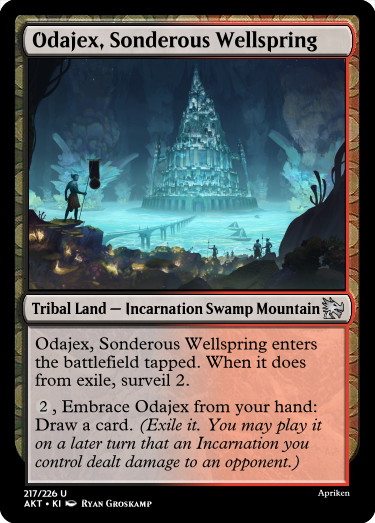 Odajex, Sonderous Wellspring
Tribal Land — Incarnation Swamp Mountain
Odajex, Sonderous Wellspring enters
the battlefield tapped. When it does
from exile, surveil 2.
2 , Embrace Odajex from your hand:
Draw a card. (Exile it. You may play it
on a later turn that an Incarnation you
control dealt damage to an opponent.)
217/226 U
Apriken
AKT • KI Ryan Groskamp